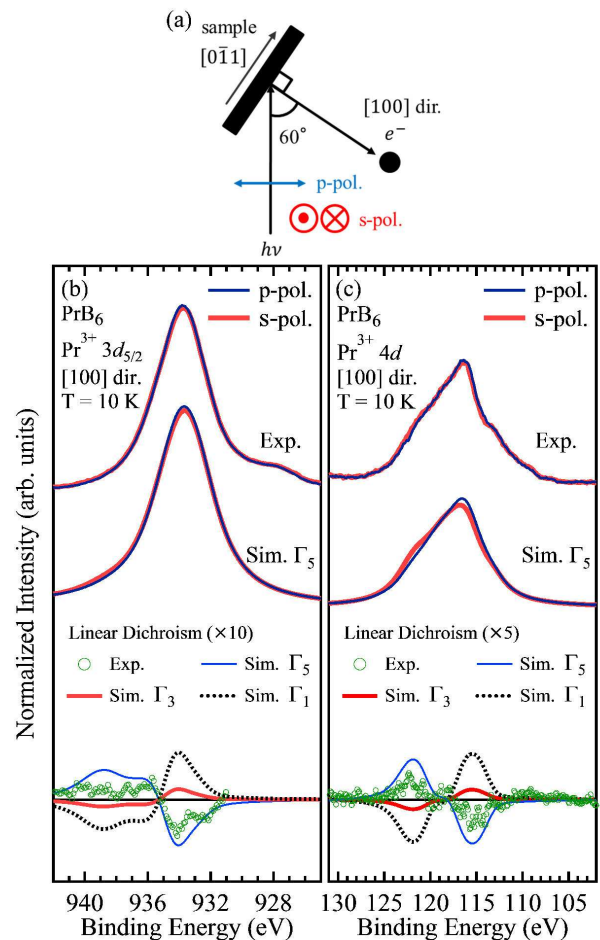 (a)
sample
[01̄1]
[100] dir.
e⁻
60°
p-pol.
s-pol.
hν
(b)
p-pol.
s-pol.
PrB₆
Pr³⁺ 3d₅/₂
[100] dir.
T = 10 K
Exp.
Sim. Γ₅
Linear Dichroism (×10)
Exp.
Sim. Γ₅
Sim. Γ₃
Sim. Γ₁
940 936 932 928
Binding Energy (eV)
(c)
p-pol.
s-pol.
PrB₆
Pr³⁺ 4d
[100] dir.
T = 10 K
Exp.
Sim. Γ₅
Linear Dichroism (×5)
Exp.
Sim. Γ₅
Sim. Γ₃
Sim. Γ₁
130 125 120 115 110 105
Binding Energy (eV)
Normalized Intensity (arb. units)